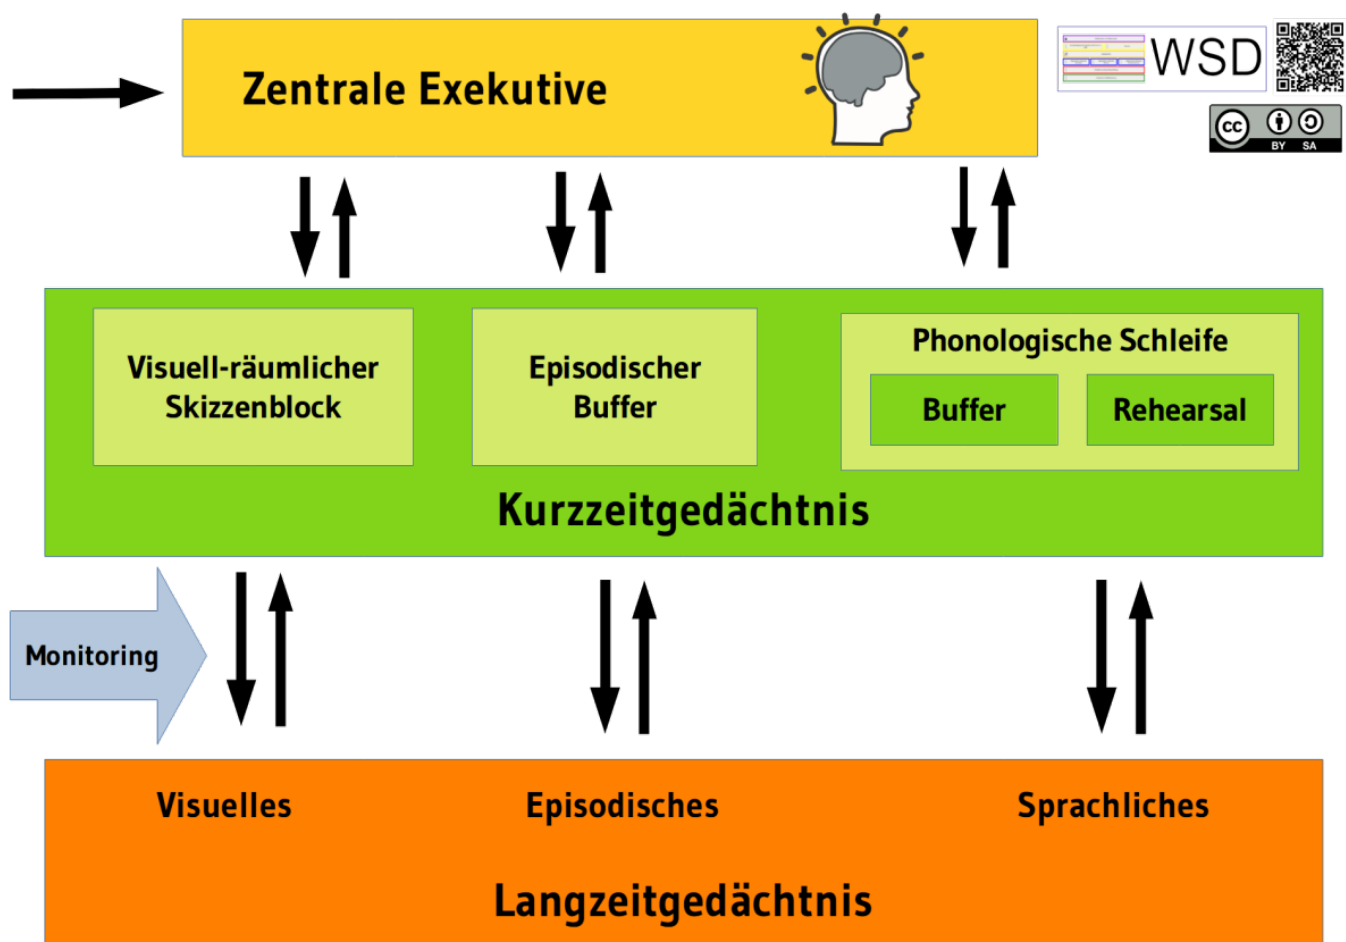 Zentrale Exekutive
WSD
CC
BY SA
Visuell-räumlicher
Skizzenblock
Episodischer
Buffer
Phonologische Schleife
Buffer
Rehearsal
Kurzzeitgedächtnis
Monitoring
Visuelles
Episodisches
Sprachliches
Langzeitgedächtnis